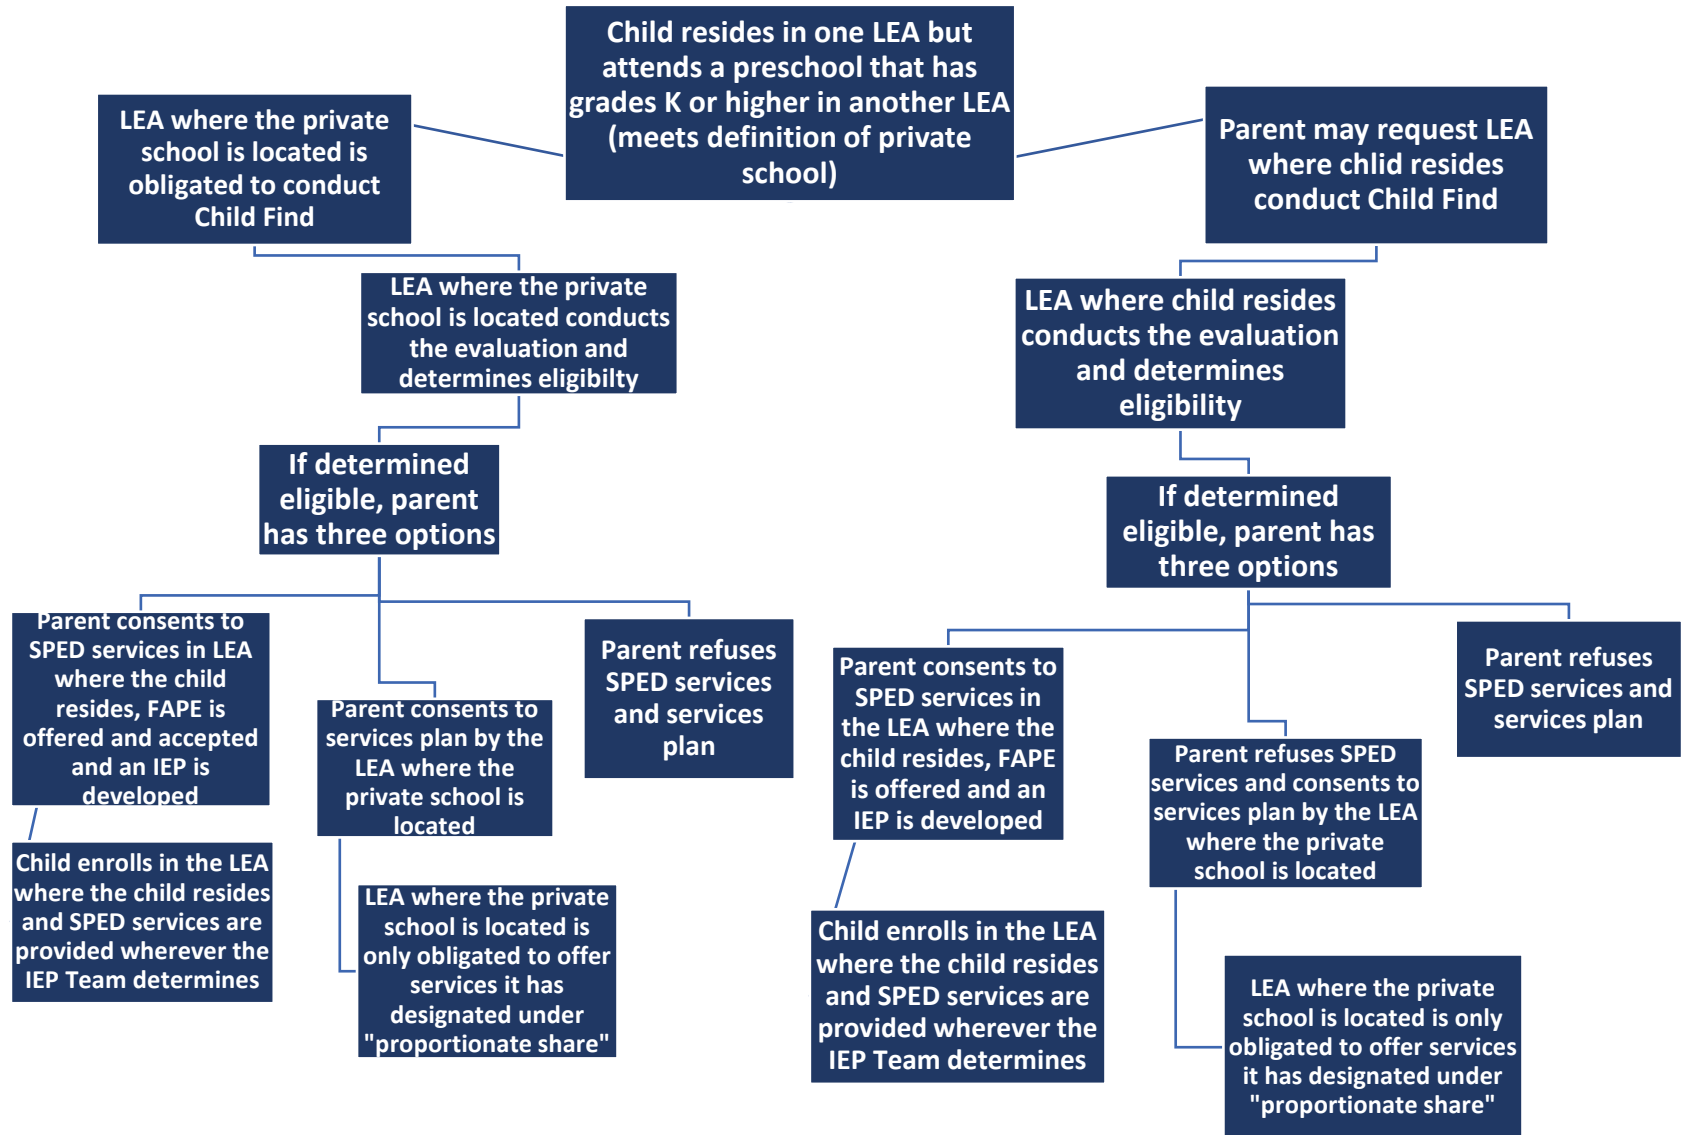 Child resides in one LEA but
attends a preschool that has
grades K or higher in another LEA
(meets definition of private
school)
LEA where the private
school is located is
obligated to conduct
Child Find
Parent may request LEA
where chlid resides
conduct Child Find
LEA where the private
school is located conducts
the evaluation and
determines eligibilty
LEA where child resides
conducts the evaluation
and determines
eligibility
If determined
eligible, parent
has three options
If determined
eligible, parent has
three options
Parent consents to
SPED services in LEA
where the child
resides, FAPE is
offered and accepted
and an IEP is
developed
Parent consents to
services plan by the
LEA where the
private school is
located
Parent refuses
SPED services
and services
plan
Parent consents to
SPED services in
the LEA where the
child resides, FAPE
is offered and an
IEP is developed
Parent refuses SPED
services and consents to
services plan by the LEA
where the private
school is located
Parent refuses
SPED services and
services plan
Child enrolls in the LEA
where the child resides
and SPED services are
provided wherever the
IEP Team determines
LEA where the private
school is located is
only obligated to offer
services it has
designated under
"proportionate share"
Child enrolls in the LEA
where the child resides
and SPED services are
provided wherever the
IEP Team determines
LEA where the private
school is located is only
obligated to offer services
it has designated under
"proportionate share"